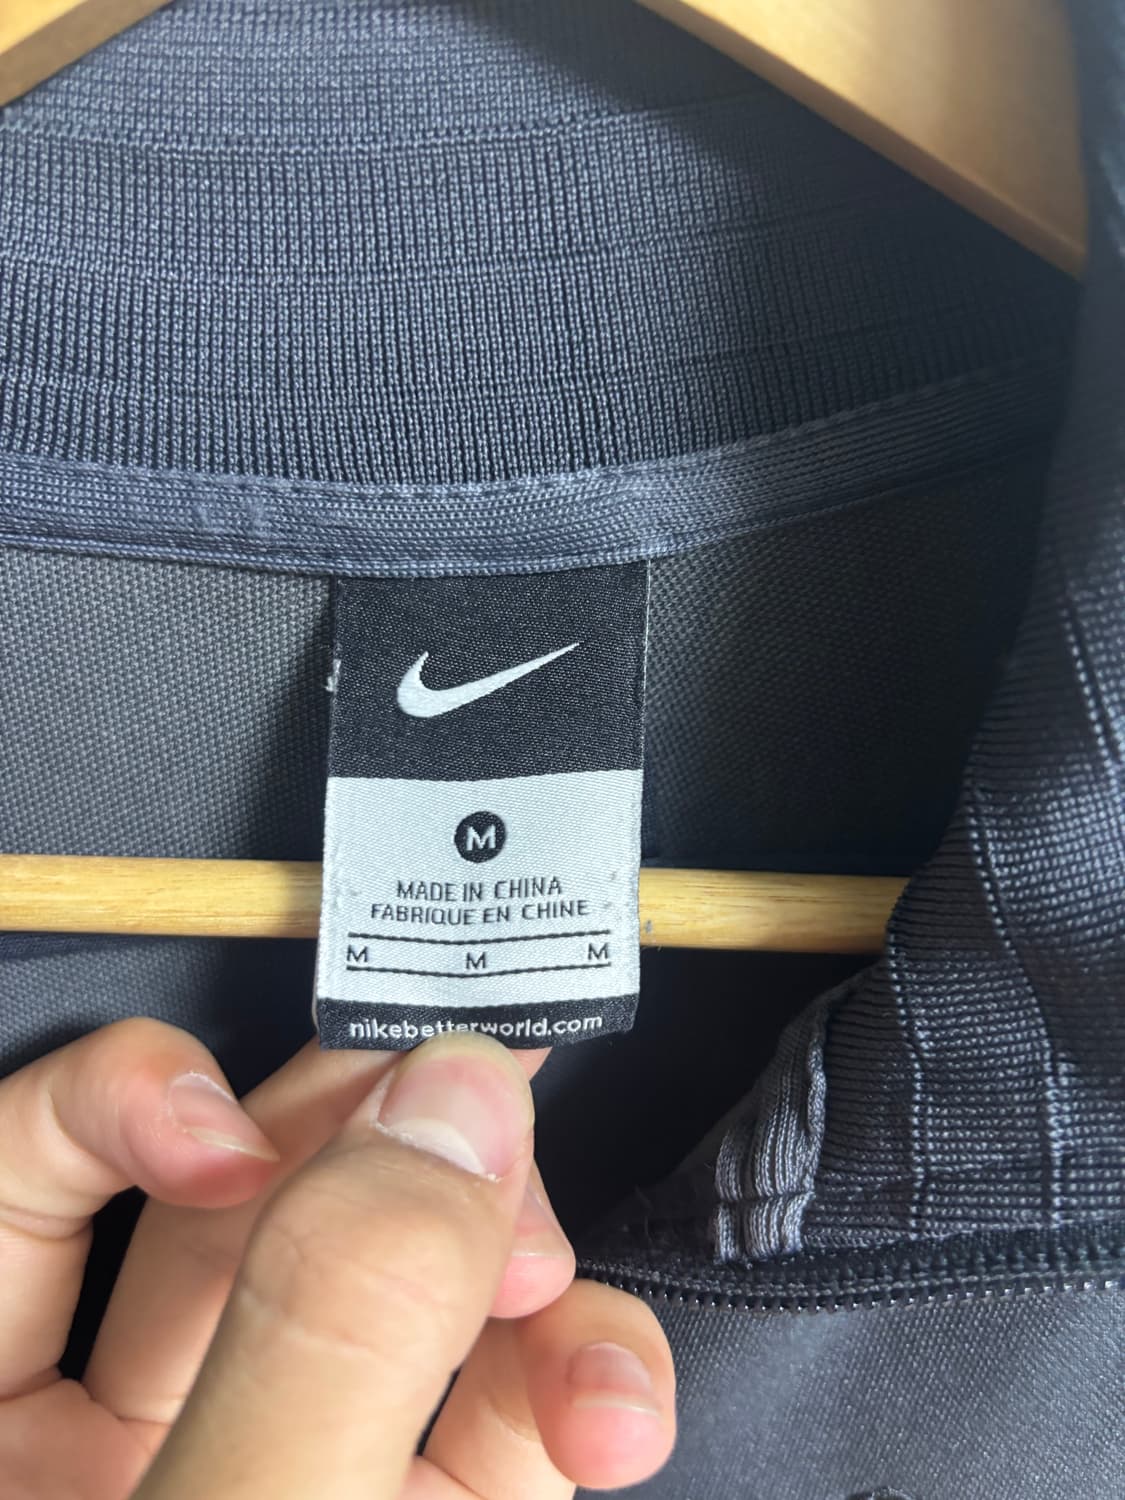 M
MADE IN CHINA
FABRIQUE EN CHINE
M M M
nikebetterworld.com